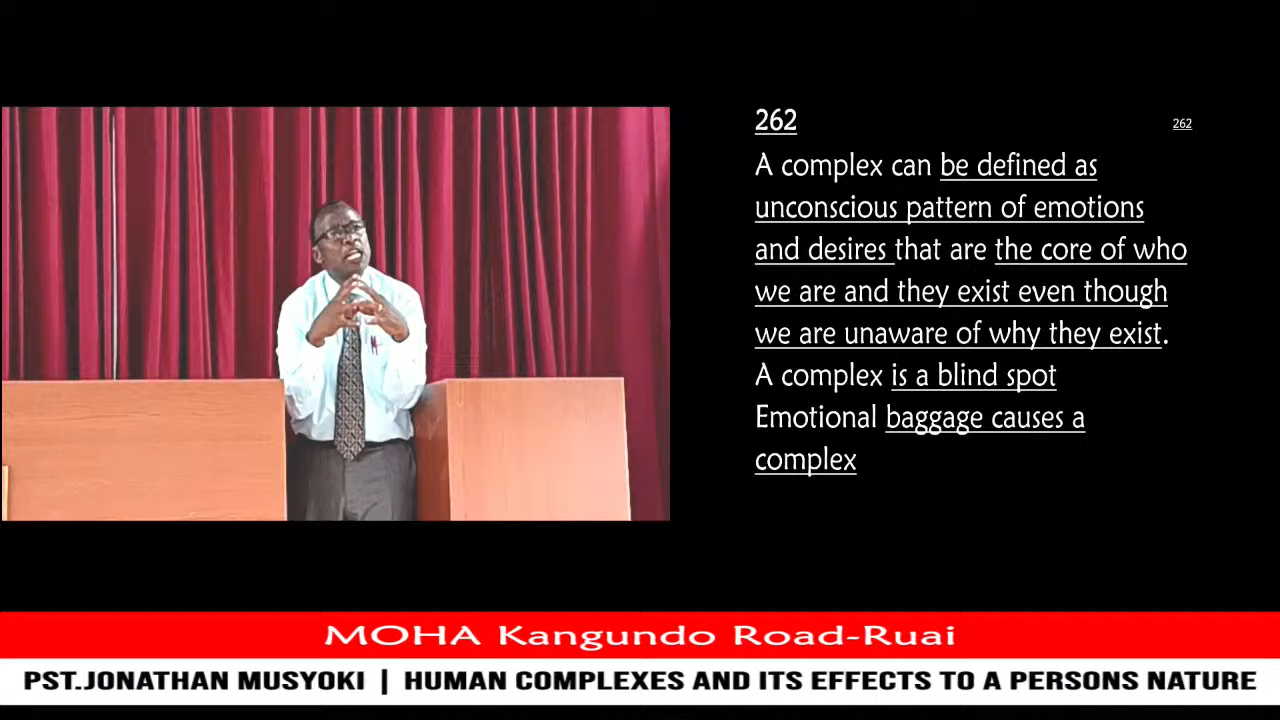 262
262
A complex can be defined as
unconscious pattern of emotions
and desires that are the core of who
we are and they exist even though
we are unaware of why they exist.
A complex is a blind spot
Emotional baggage causes a
complex
MOHA Kangundo Road-Ruai
PST.JONATHAN MUSYOKI | HUMAN COMPLEXES AND ITS EFFECTS TO A PERSONS NATURE